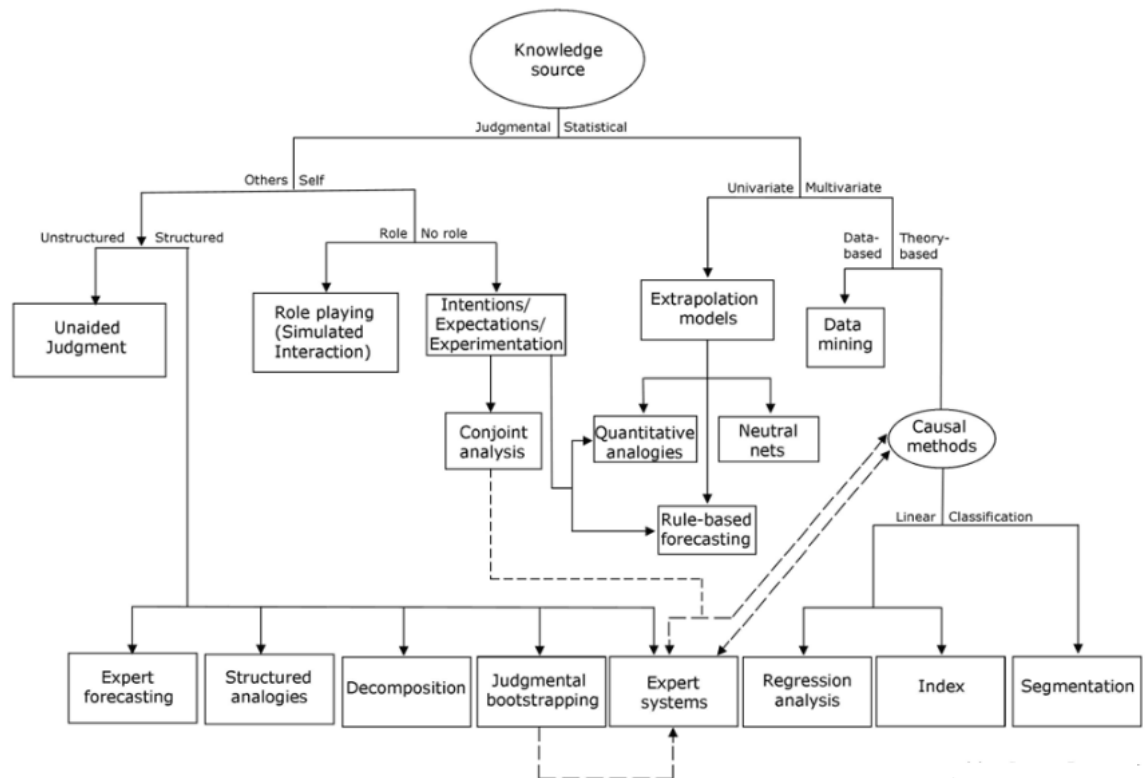 Knowledge
source
Judgmental Statistical
Others Self
Univariate Multivariate
Unstructured Structured
Role No role
Data-
based
Theory-
based
Unaided
Judgment
Role playing
(Simulated
Interaction)
Intentions/
Expectations/
Experimentation
Extrapolation
models
Data
mining
Conjoint
analysis
Quantitative
analogies
Neutral
nets
Causal
methods
Rule-based
forecasting
Linear Classification
Expert
forecasting
Structured
analogies
Decomposition
Judgmental
bootstrapping
Expert
systems
Regression
analysis
Index
Segmentation